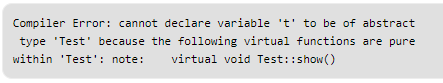 Compiler Error: cannot declare variable 't' to be of abstract
type 'Test' because the following virtual functions are pure
within 'Test': note:    virtual void Test::show()